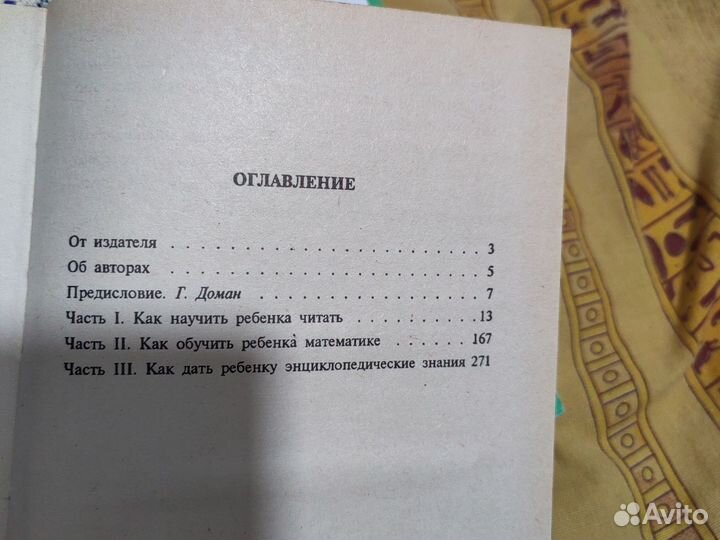 ОГЛАВЛЕНИЕ
От издателя . . . . . . . . . . . . . . . . . . . . 3
Об авторах . . . . . . . . . . . . . . . . . . . . 5
Предисловие. Г. Доман . . . . . . . . . . . . . . 7
Часть I. Как научить ребенка читать . . . . . . . . 13
Часть II. Как обучить ребенка математике . . . . . 167
Часть III. Как дать ребенку энциклопедические знания 271
Avito